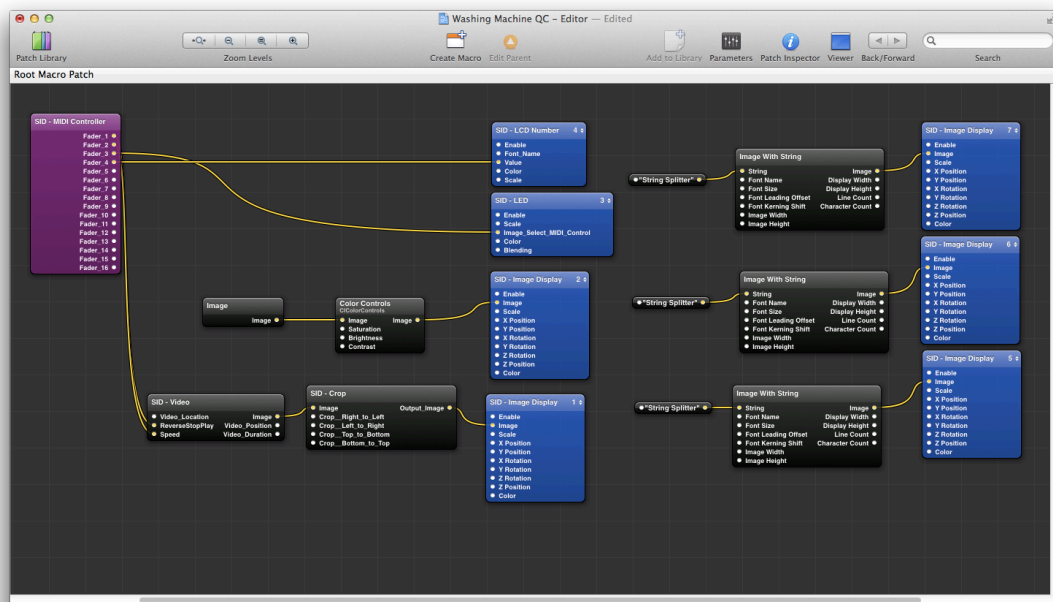 Washing Machine QC – Editor — Edited
Patch Library
Zoom Levels
Create Macro
Edit Parent
Add to Library
Parameters
Patch Inspector
Viewer
Back/Forward
Search
Root Macro Patch
SID - MIDI Controller
Fader_1
Fader_2
Fader_3
Fader_4
Fader_5
Fader_6
Fader_7
Fader_8
Fader_9
Fader_10
Fader_11
Fader_12
Fader_13
Fader_14
Fader_15
Fader_16
SID - LCD Number 4
Enable
Font_Name
Value
Color
Scale
SID - LED 3
Enable
Scale
Image_Select_MIDI_Control
Color
Blending
Image
Image
Color Controls
CIColorControls
Image Image
Saturation
Brightness
Contrast
SID - Image Display 2
Enable
Image
Scale
X Position
Y Position
X Rotation
Y Rotation
Z Rotation
Z Position
Color
SID - Video
Video_Location Image
ReverseStopPlay Video_Position
Speed Video_Duration
SID - Crop
Image Output_Image
Crop__Right_to_Left
Crop__Left_to_Right
Crop__Top_to_Bottom
Crop__Bottom_to_Top
SID - Image Display 1
Enable
Image
Scale
X Position
Y Position
X Rotation
Y Rotation
Z Rotation
Z Position
Color
"String Splitter"
Image With String
String Image
Font Name Display Width
Font Size Display Height
Font Leading Offset Line Count
Font Kerning Shift Character Count
Image Width
Image Height
SID - Image Display 7
Enable
Image
Scale
X Position
Y Position
X Rotation
Y Rotation
Z Rotation
Z Position
Color
"String Splitter"
Image With String
String Image
Font Name Display Width
Font Size Display Height
Font Leading Offset Line Count
Font Kerning Shift Character Count
Image Width
Image Height
SID - Image Display 6
Enable
Image
Scale
X Position
Y Position
X Rotation
Y Rotation
Z Rotation
Z Position
Color
"String Splitter"
Image With String
String Image
Font Name Display Width
Font Size Display Height
Font Leading Offset Line Count
Font Kerning Shift Character Count
Image Width
Image Height
SID - Image Display 5
Enable
Image
Scale
X Position
Y Position
X Rotation
Y Rotation
Z Rotation
Z Position
Color